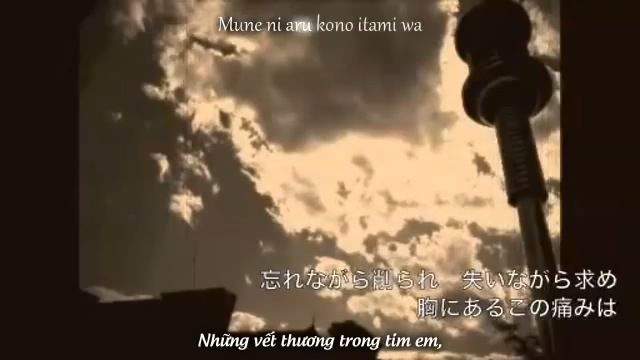 Mune ni aru kono itami wa
忘れながら削られ　失いながら求め
胸にあるこの痛みは
Những vết thương trong tim em,